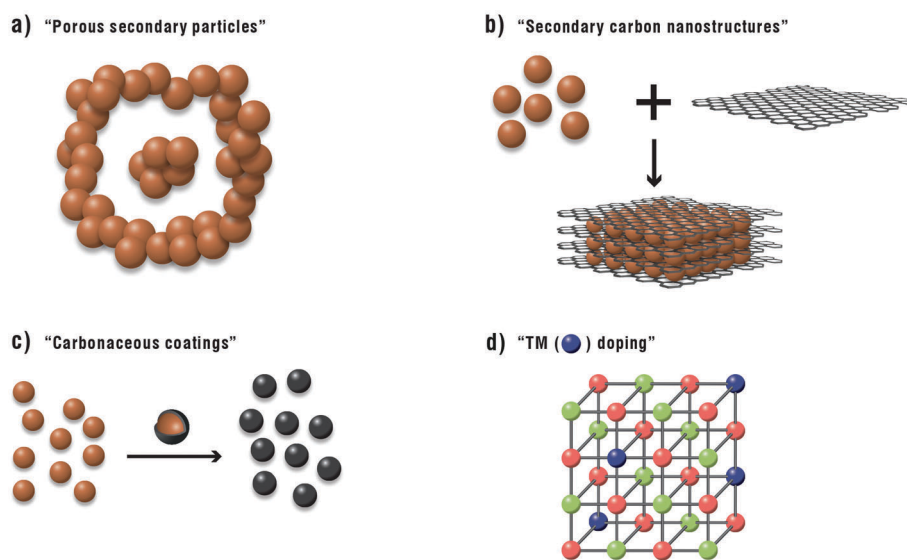 a) “Porous secondary particles”
b) “Secondary carbon nanostructures”
c) “Carbonaceous coatings”
d) “TM ( ) doping”